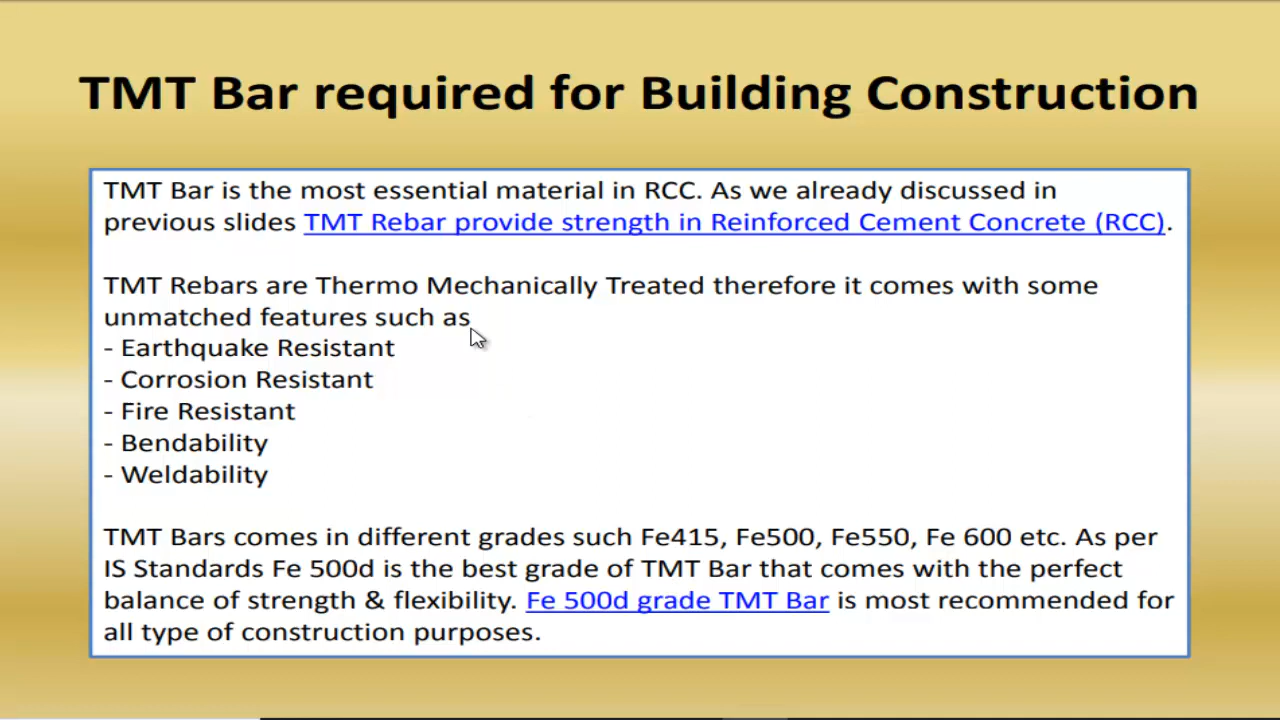 TMT Bar required for Building Construction
TMT Bar is the most essential material in RCC. As we already discussed in
previous slides TMT Rebar provide strength in Reinforced Cement Concrete (RCC).
TMT Rebars are Thermo Mechanically Treated therefore it comes with some
unmatched features such as
- Earthquake Resistant
- Corrosion Resistant
- Fire Resistant
- Bendability
- Weldability
TMT Bars comes in different grades such Fe415, Fe500, Fe550, Fe 600 etc. As per
IS Standards Fe 500d is the best grade of TMT Bar that comes with the perfect
balance of strength & flexibility. Fe 500d grade TMT Bar is most recommended for
all type of construction purposes.